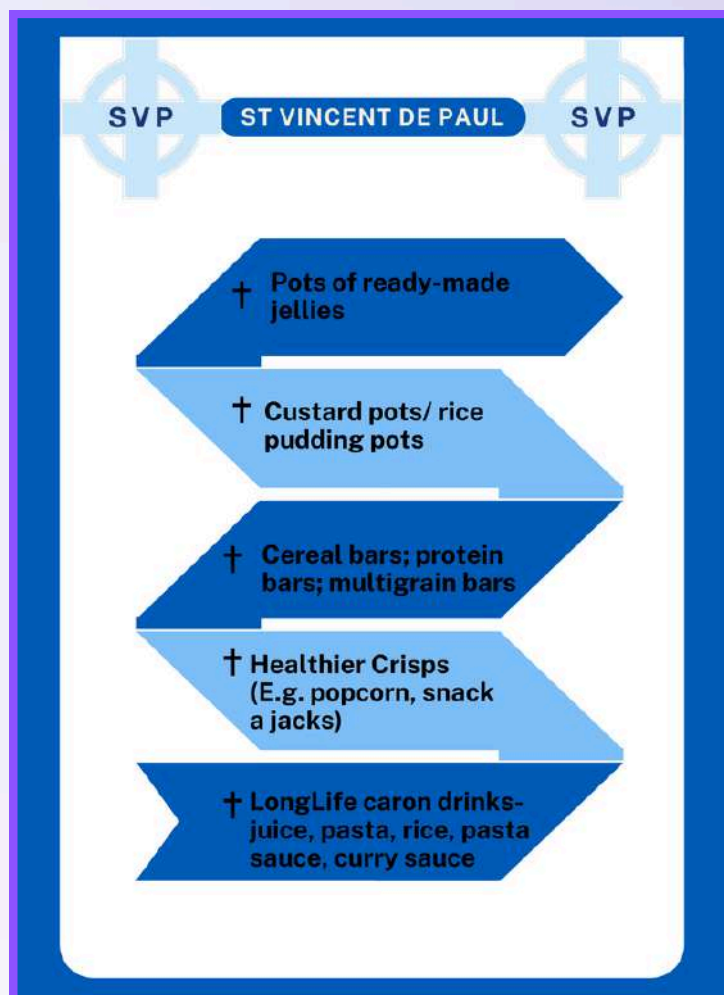 SVP ST VINCENT DE PAUL SVP
† Pots of ready-made
jellies
† Custard pots/ rice
pudding pots
† Cereal bars; protein
bars; multigrain bars
† Healthier Crisps
(E.g. popcorn, snack
a jacks)
† LongLife caron drinks-
juice, pasta, rice, pasta
sauce, curry sauce